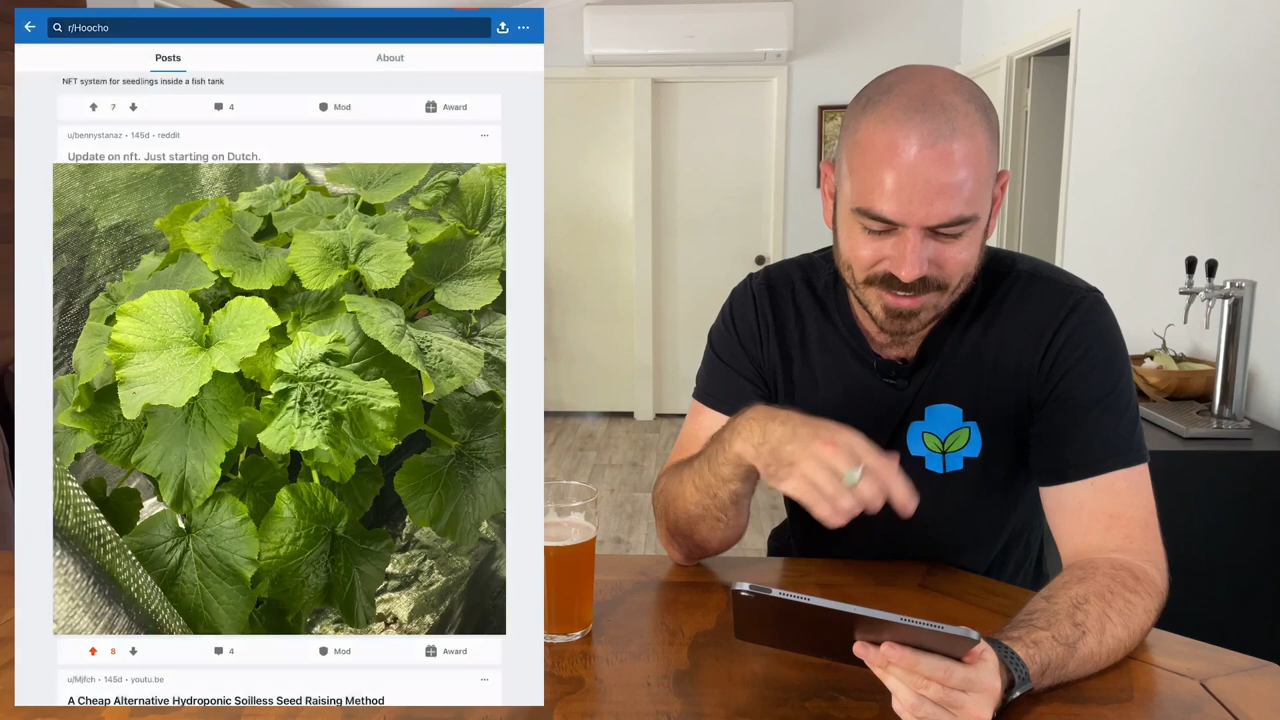 r/Hoocho
Posts
About
NFT system for seedlings inside a fish tank
7
4
Mod
Award
u/bennystanaz • 145d • reddit
Update on nft. Just starting on Dutch.
8
4
Mod
Award
u/Mjfch • 145d • youtu.be
A Cheap Alternative Hydroponic Soilless Seed Raising Method